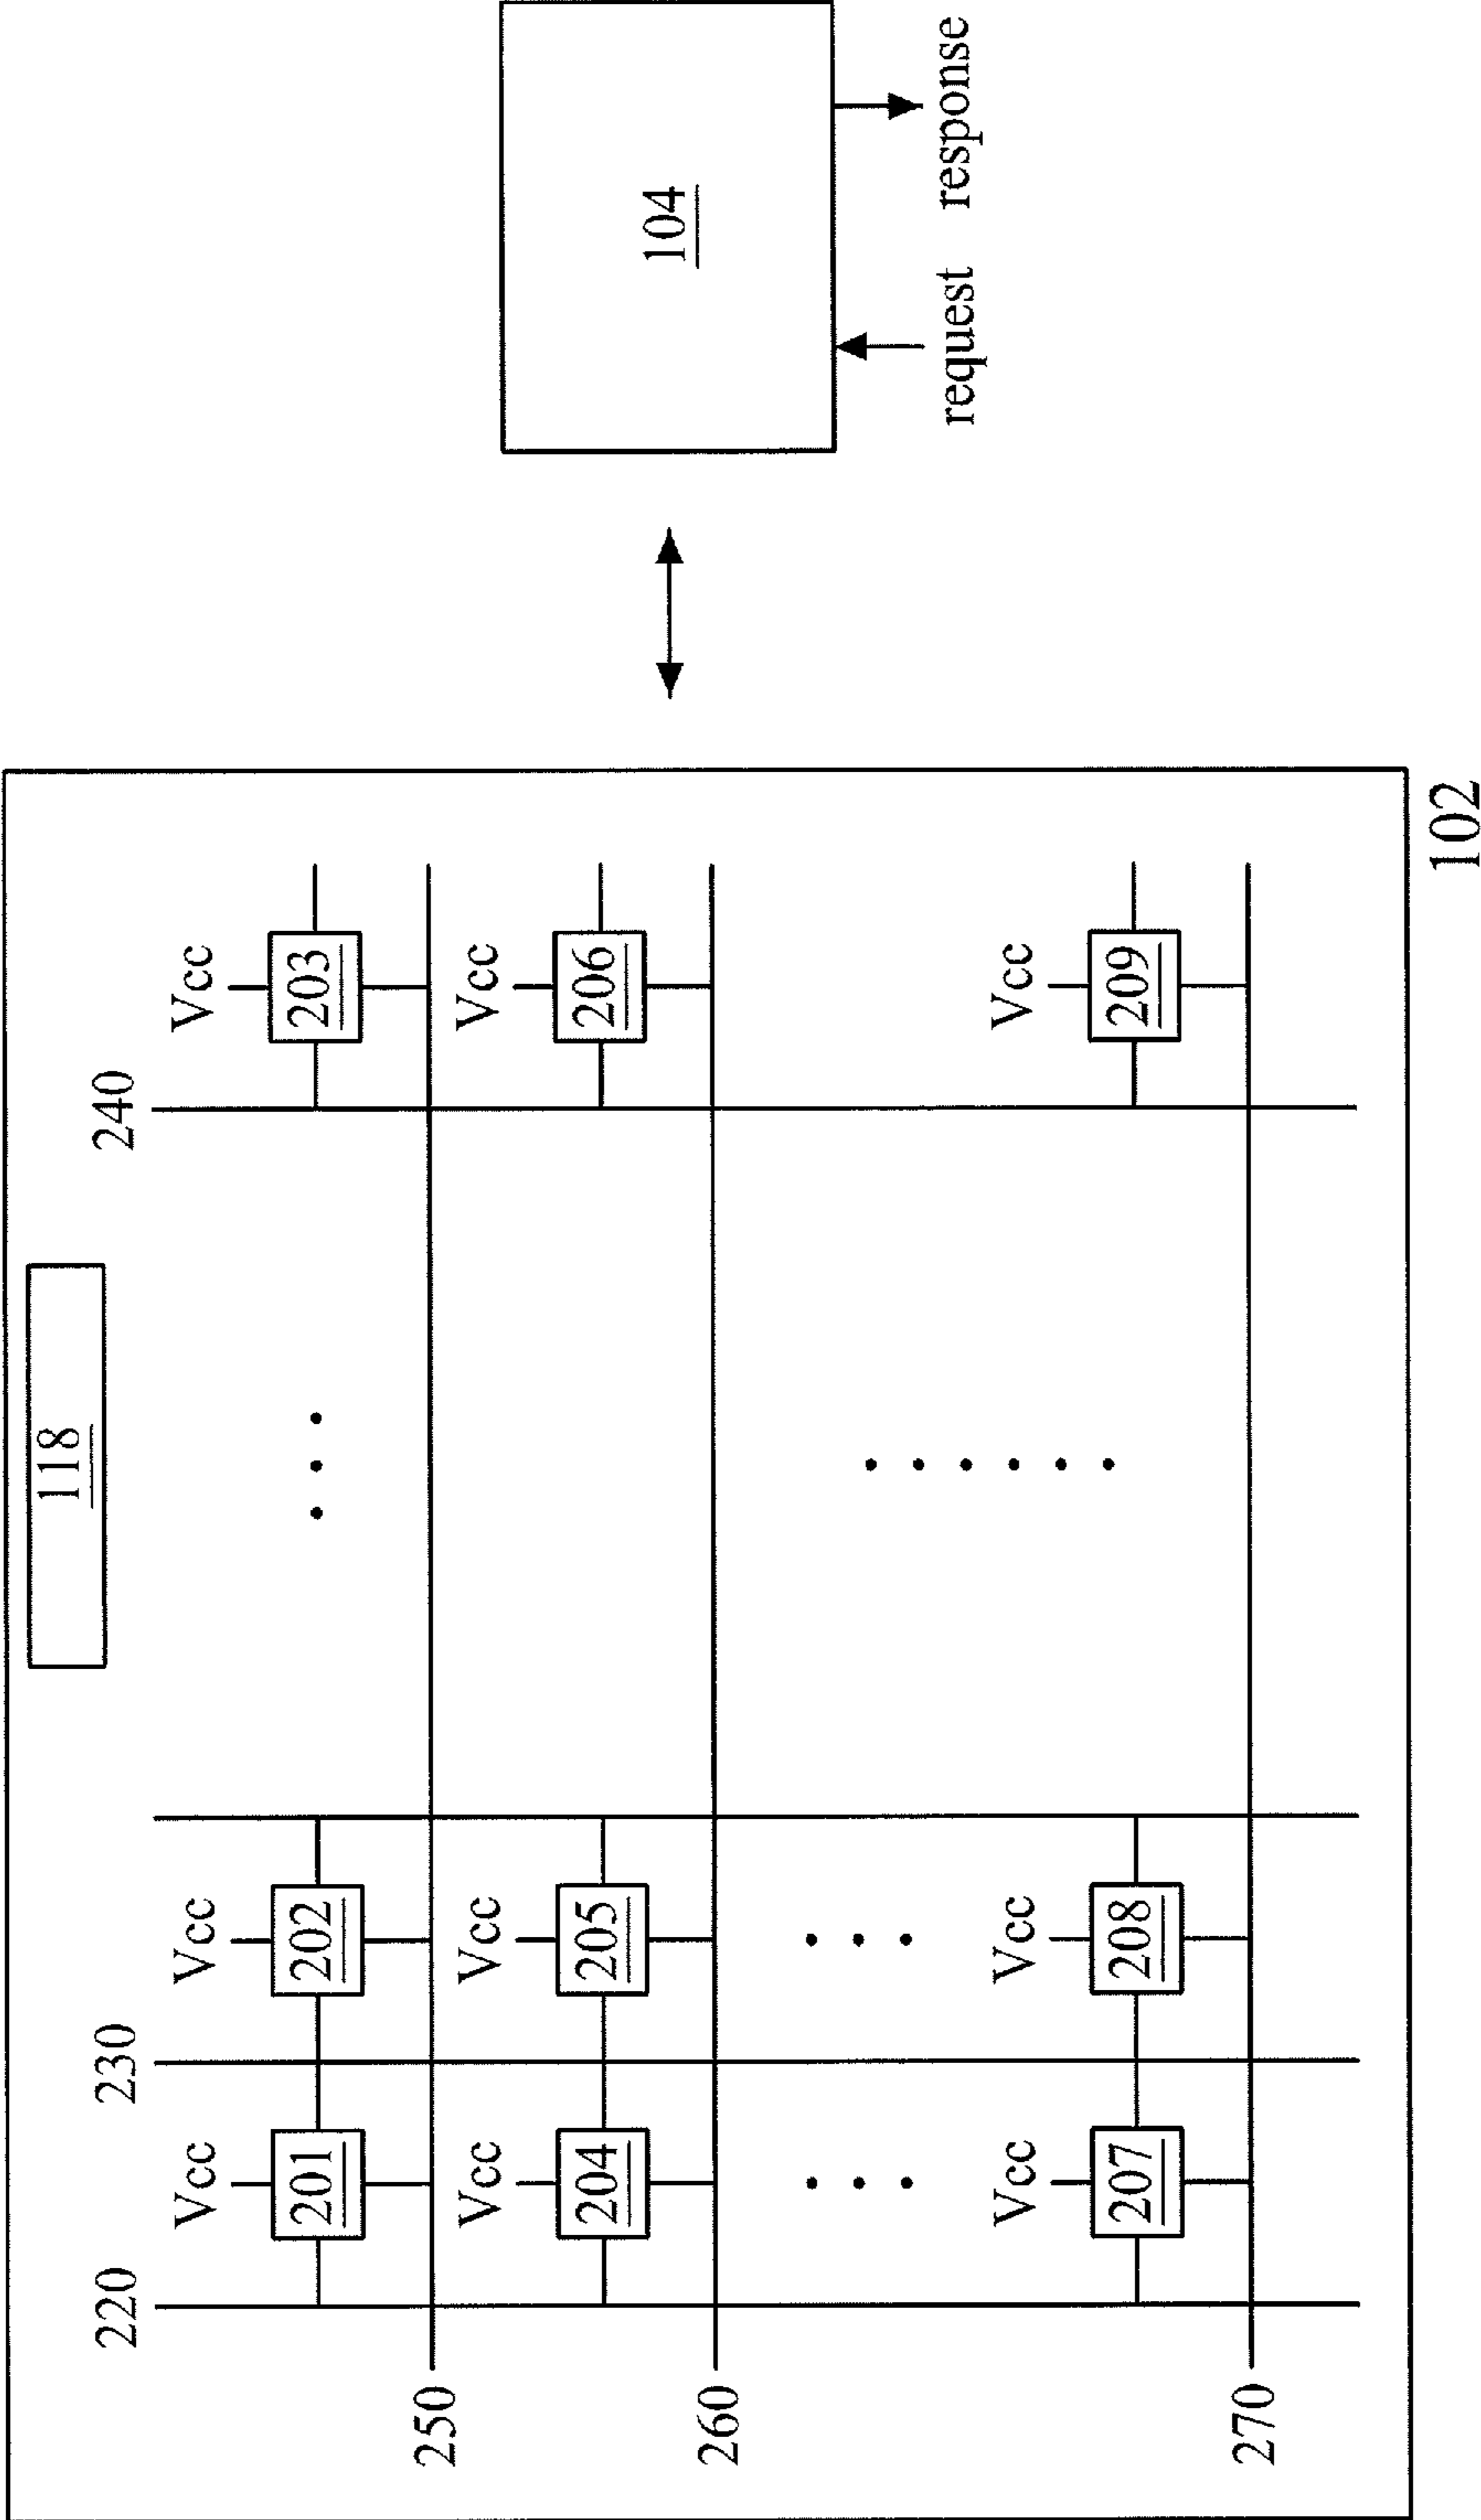 118
220 230 240
Vcc Vcc Vcc
201 202 203
250
Vcc Vcc Vcc
204 205 206
260
Vcc Vcc Vcc
207 208 209
270
102
104
request response